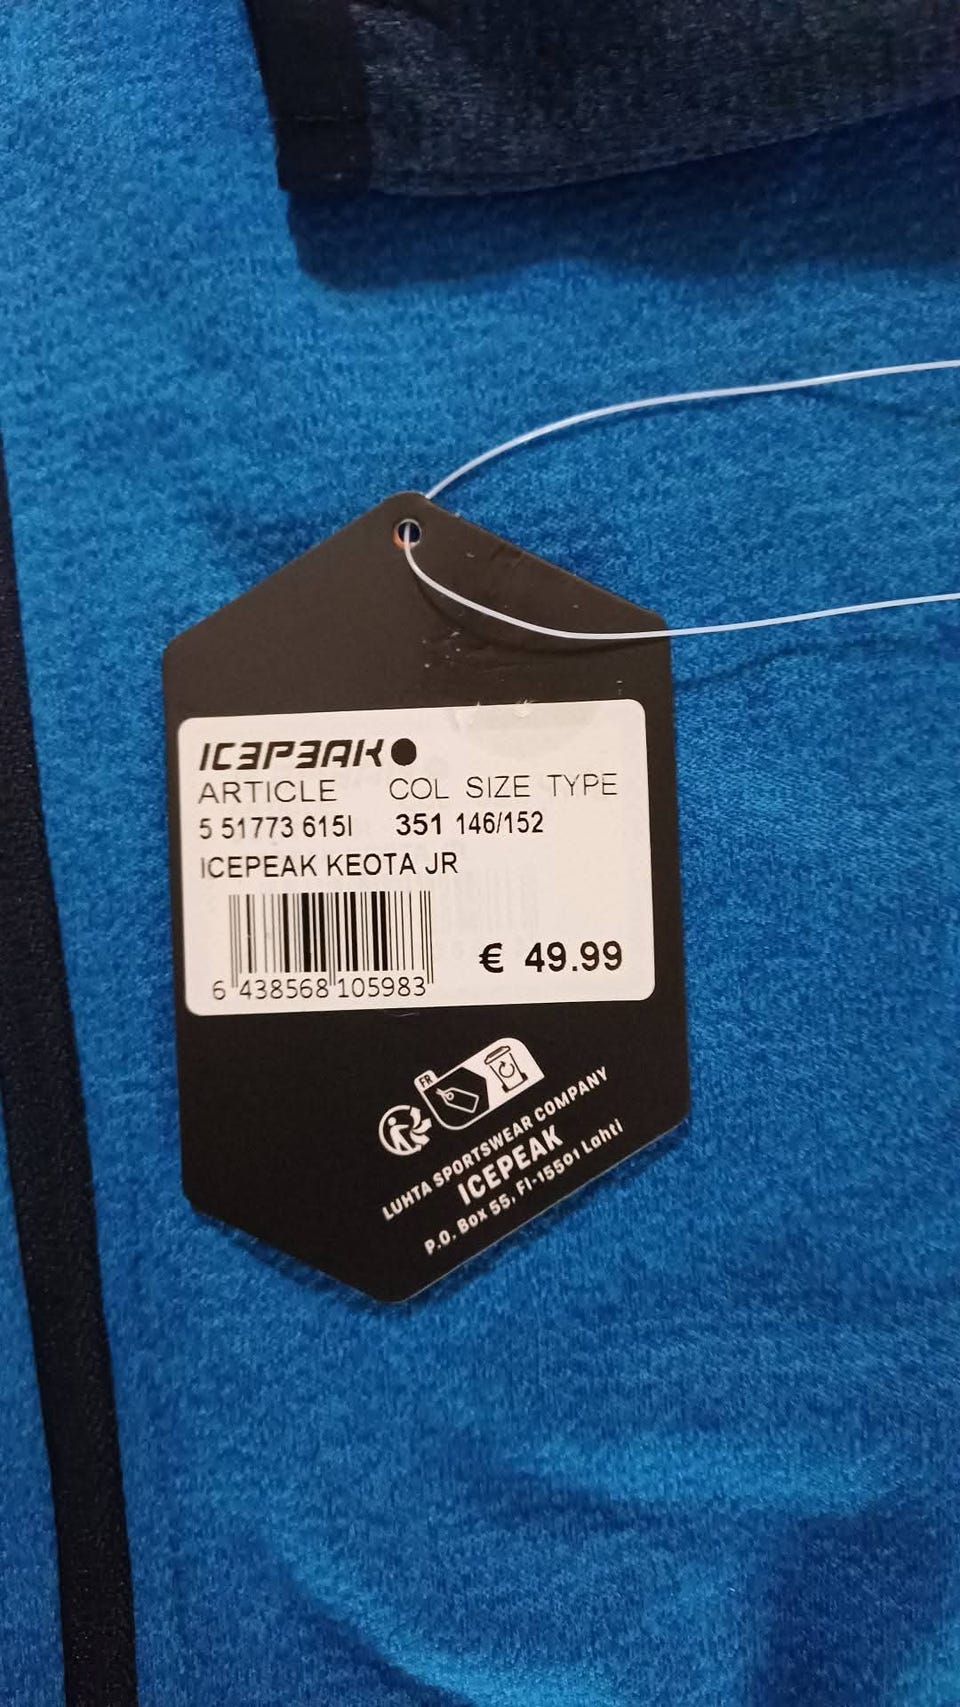 ICEPEAK
ARTICLE COL SIZE TYPE
5 51773 615I 351 146/152
ICEPEAK KEOTA JR
€ 49.99
6 438568 105983
FR
LUHTA SPORTSWEAR COMPANY
ICEPEAK
P.O. Box 55, FI-15501 Lahti